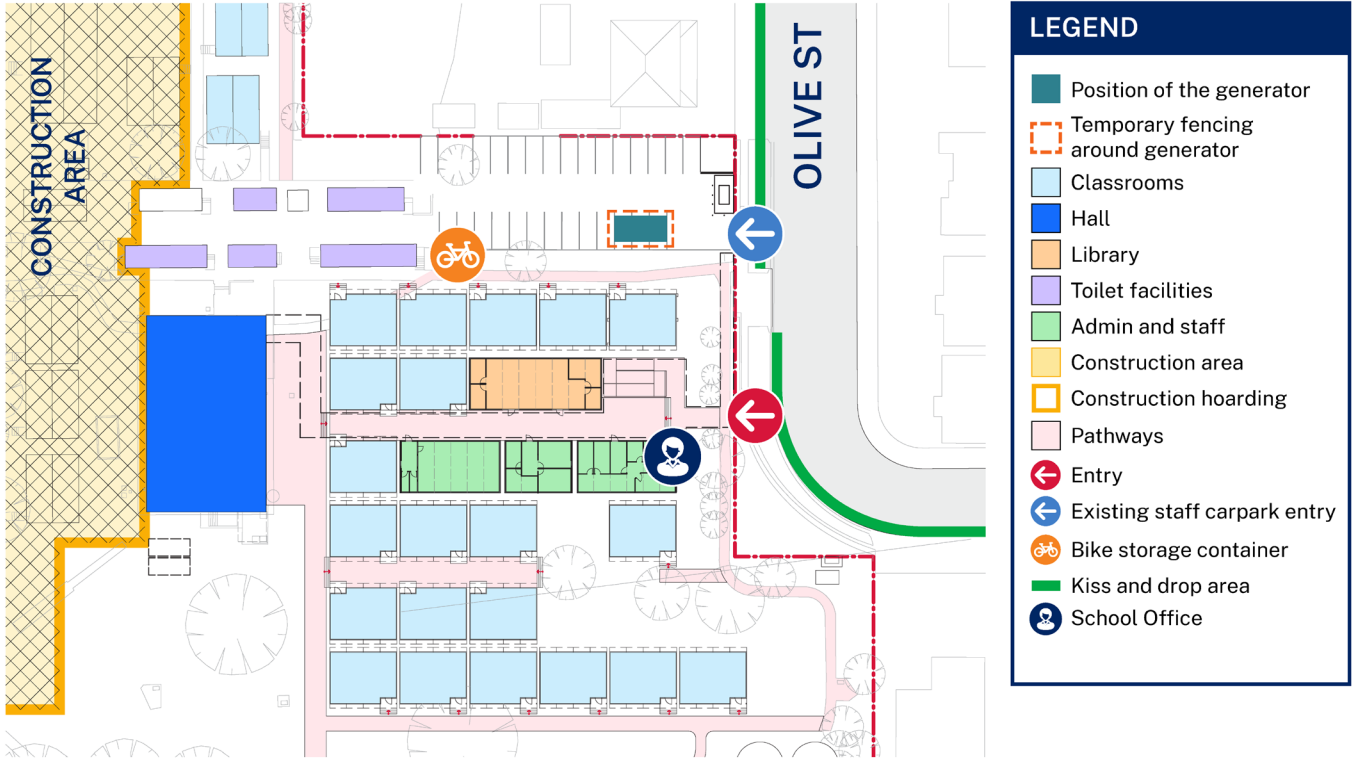 CONSTRUCTION
AREA
OLIVE ST
LEGEND
Position of the generator
Temporary fencing
around generator
Classrooms
Hall
Library
Toilet facilities
Admin and staff
Construction area
Construction hoarding
Pathways
Entry
Existing staff carpark entry
Bike storage container
Kiss and drop area
School Office